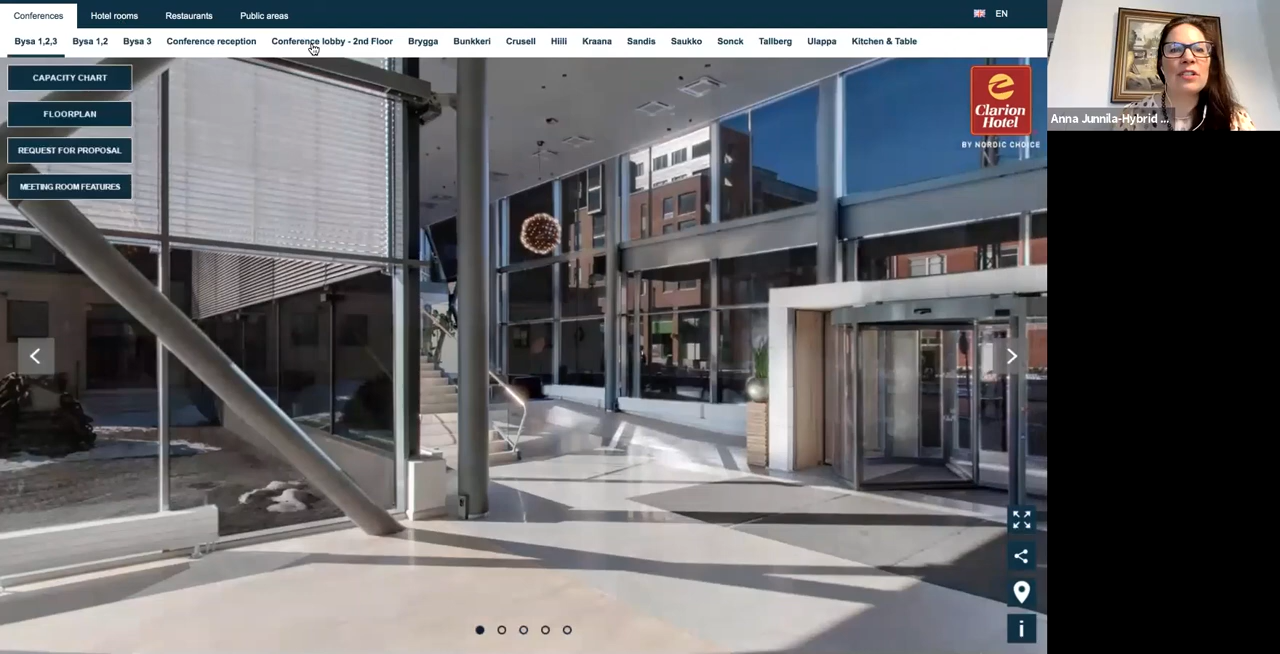 Conferences Hotel rooms Restaurants Public areas EN
Bysa 1,2,3 Bysa 1,2 Bysa 3 Conference reception Conference lobby - 2nd Floor Brygga Bunkkeri Crusell Hiili Kraana Sandis Saukko Sonck Tallberg Ulappa Kitchen & Table
CAPACITY CHART
FLOORPLAN
REQUEST FOR PROPOSAL
MEETING ROOM FEATURES
Clarion
Hotel
BY NORDIC CHOICE
Anna Junnila-Hybrid ...
i